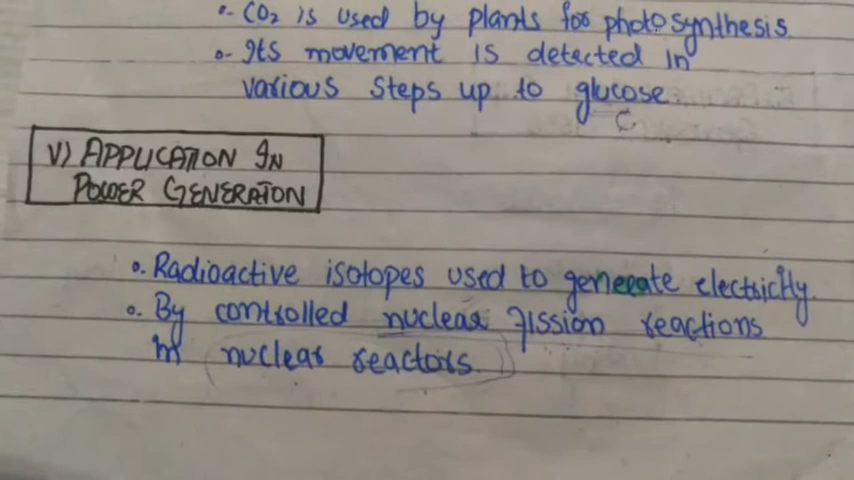 CO2 is used by plants for photosynthesis.
Its movement is detected in
various steps up to glucose
C
V) APPLICATION IN
POWER GENERATION
Radioactive isotopes used to generate electricity.
By controlled nuclear fission reactions
in nuclear reactors.